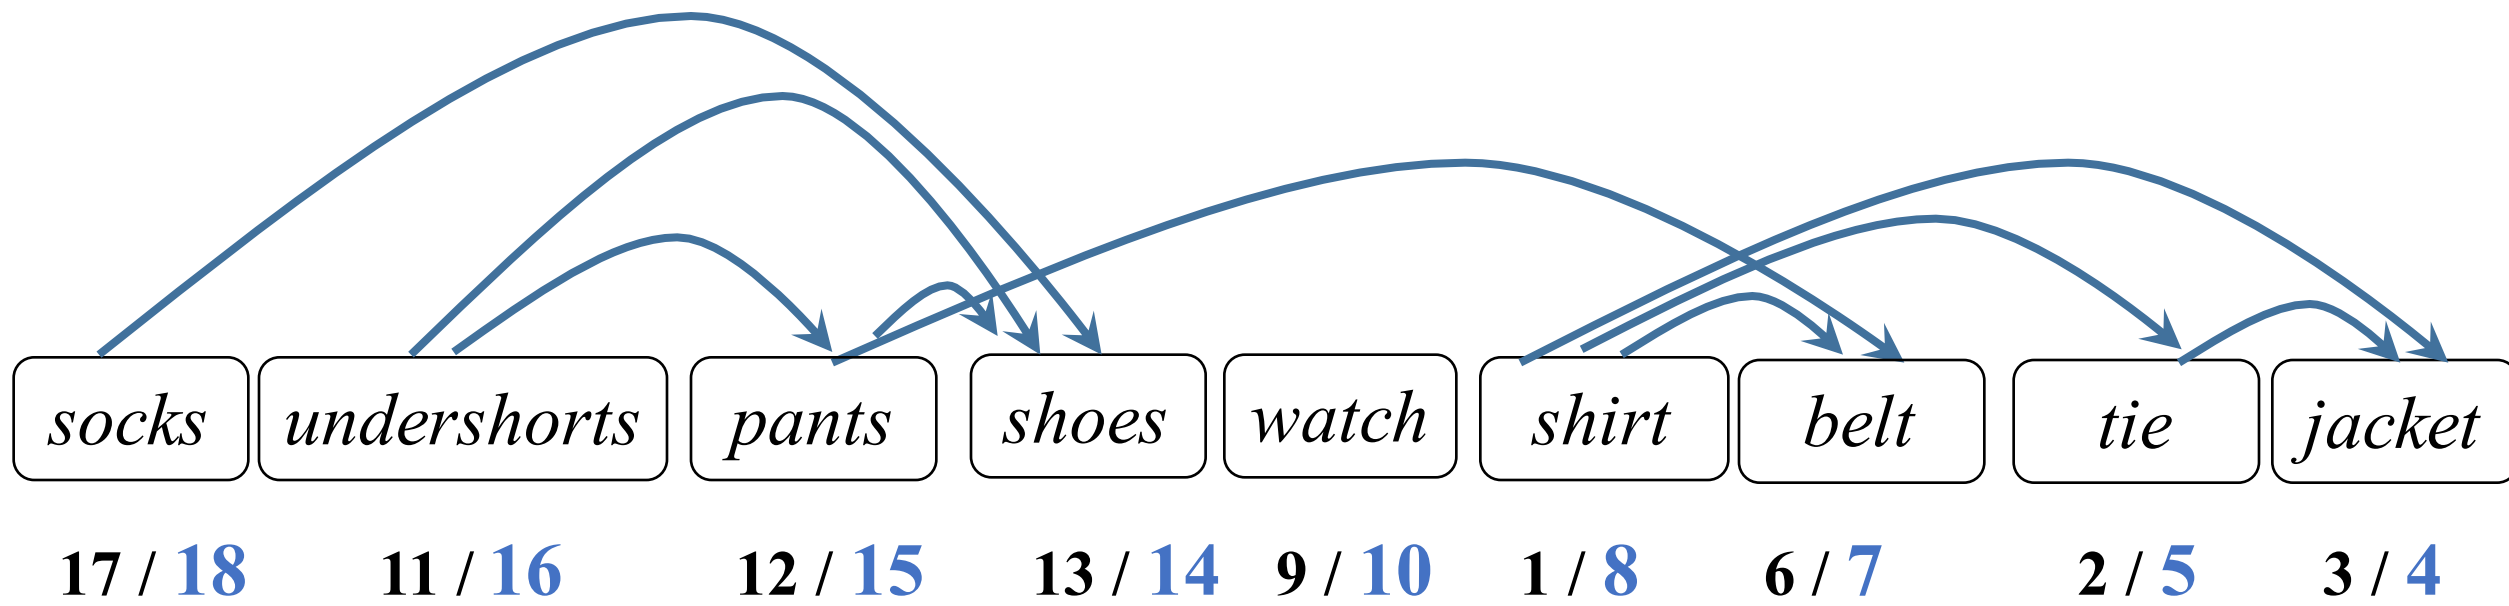 socks undershorts pants shoes watch shirt belt tie jacket
17 / 18 11 / 16 12 / 15 13 / 14 9 / 10 1 / 8 6 / 7 2 / 5 3 / 4